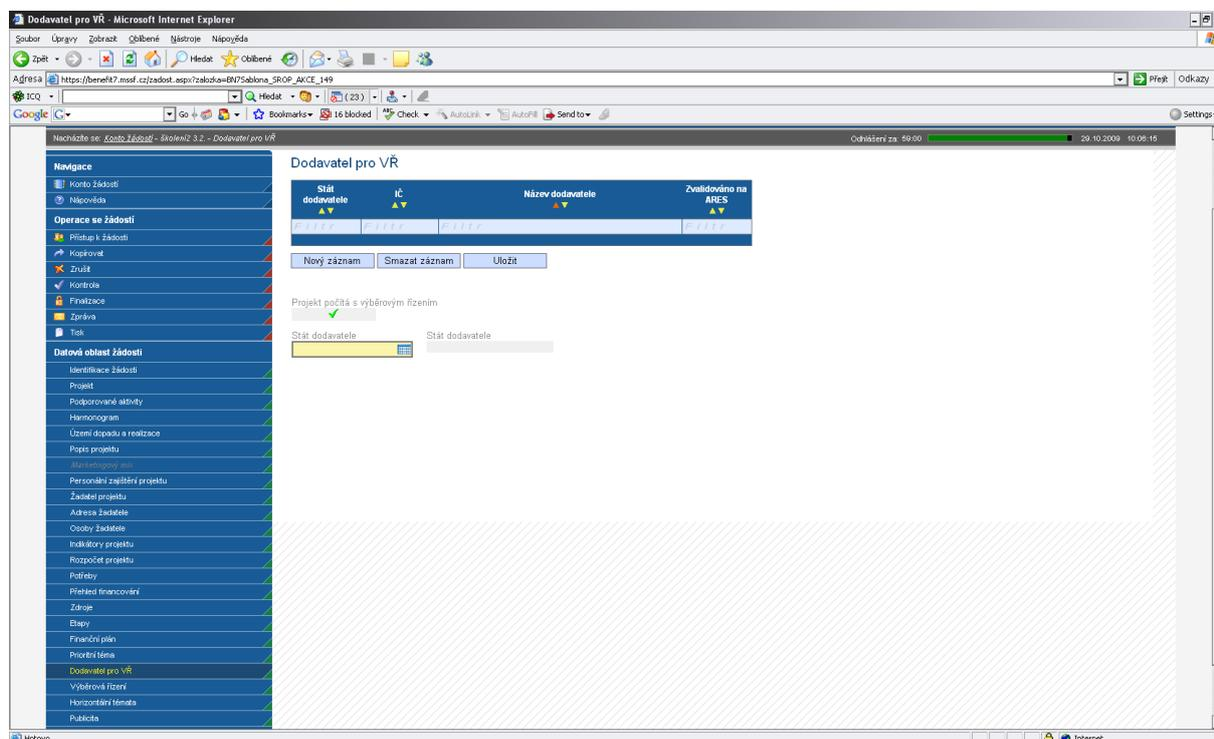 Dodavatel pro VŘ - Microsoft Internet Explorer
Soubor Úpravy Zobrazit Oblíbené Nástroje Nápověda
Zpět Hledat Oblíbené
Adresa https://benefit7.mssf.cz/zadost.aspx?zalozka=BN7Sablona_SROP_AKCE_149 Přejít Odkazy
ICQ Hledat (23)
Google G Go Bookmarks 16 blocked Check AutoLink AutoFill Send to Settings
Nacházíte se: Konto žádostí - školení2 3.2. - Dodavatel pro VŘ Odhlášení za: 59:00 29.10.2009 10:06:15
Navigace
Konto žádostí
Nápověda
Operace se žádostí
Přístup k žádosti
Kopírovat
Zrušit
Kontrola
Finalizace
Zpráva
Tisk
Datová oblast žádosti
Identifikace žádosti
Projekt
Podporované aktivity
Harmonogram
Území dopadu a realizace
Popis projektu
Marketingový mix
Personální zajištění projektu
Žadatel projektu
Adresa žadatele
Osoby žadatele
Indikátory projektu
Rozpočet projektu
Potřeby
Přehled financování
Zdroje
Etapy
Finanční plán
Prioritní téma
Dodavatel pro VŘ
Výběrová řízení
Horizontální témata
Publicita
Dodavatel pro VŘ
Stát dodavatele IČ Název dodavatele Zvalidováno na ARES
Filtr Filtr Filtr Filtr
Nový záznam Smazat záznam Uložit
Projekt počítá s výběrovým řízením
Stát dodavatele Stát dodavatele
Hotovo Internet